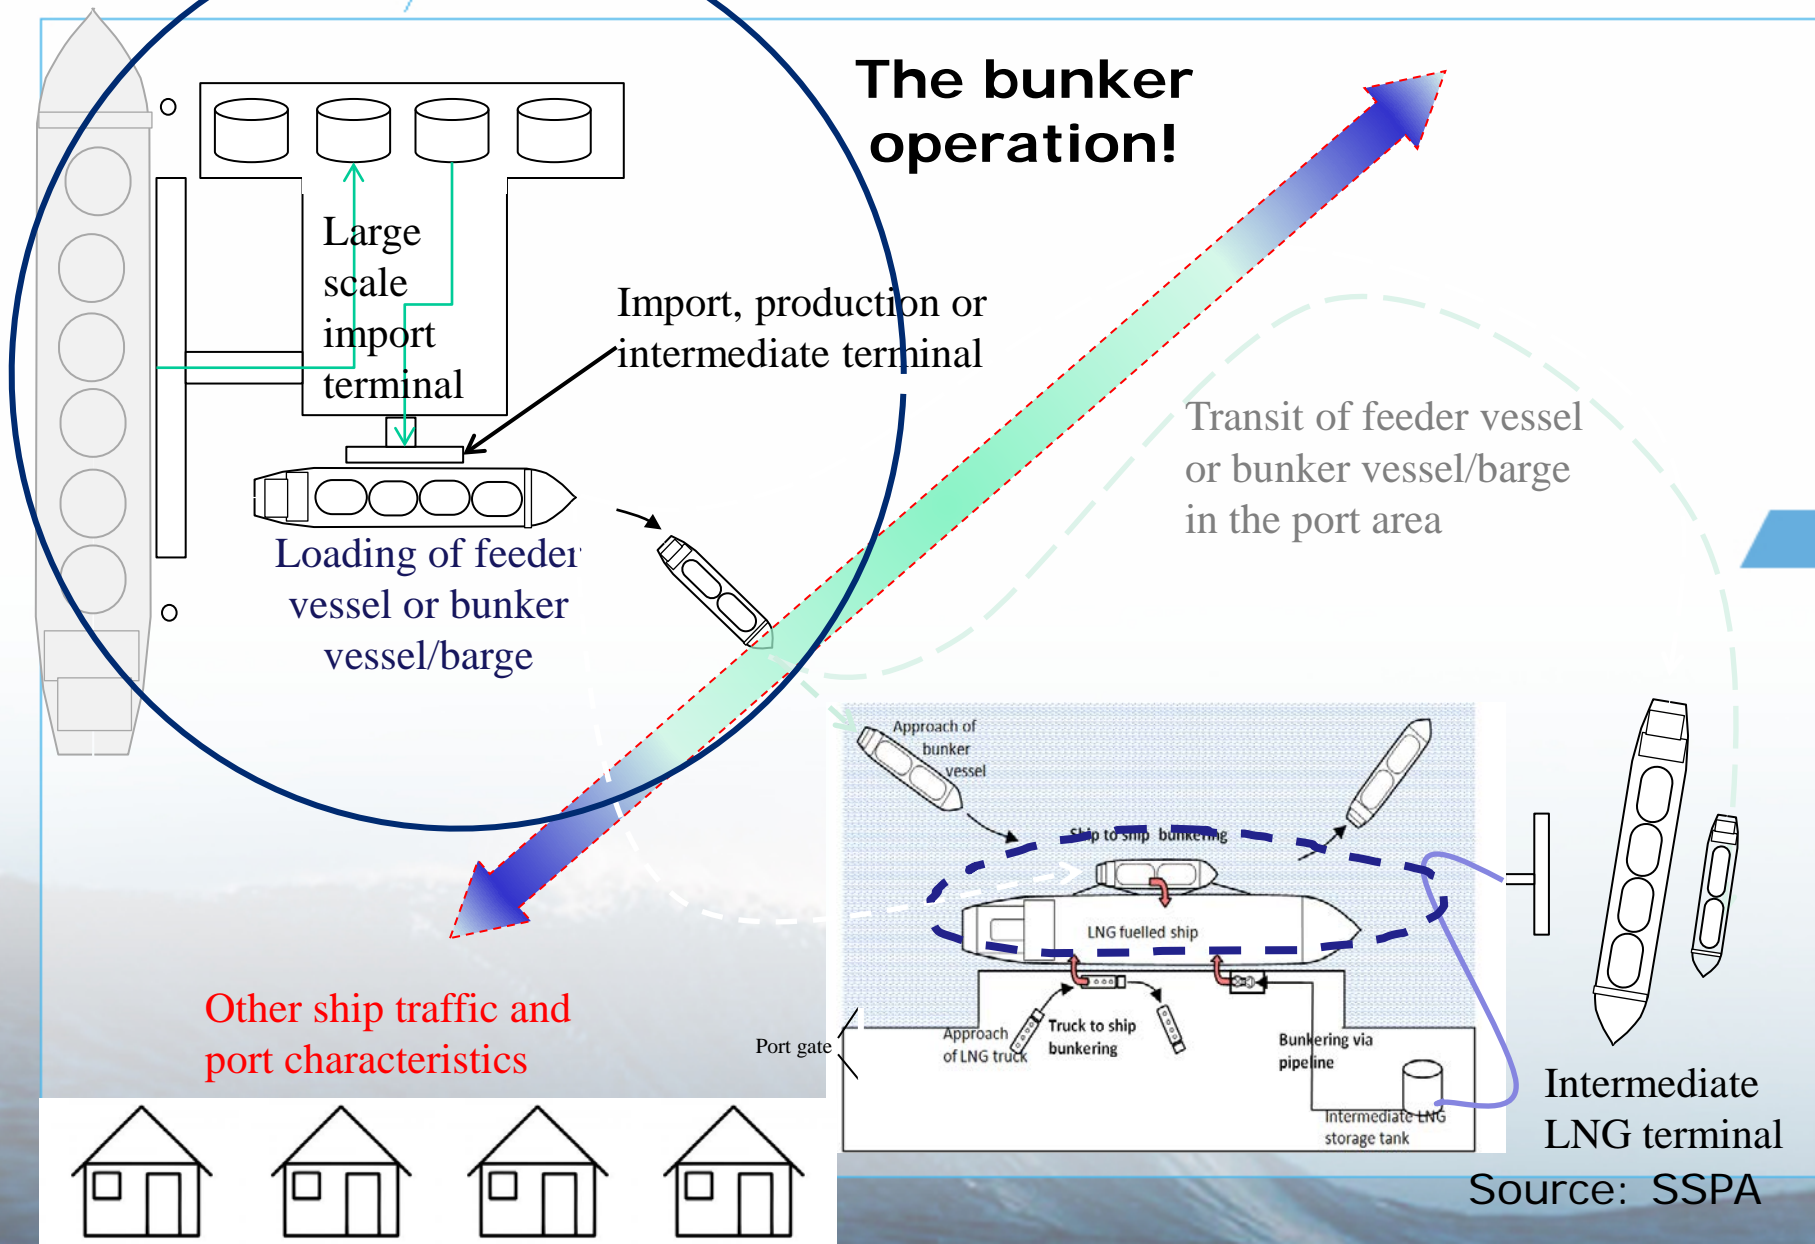 The bunker
operation!
Large
scale
import
terminal
Import, production or
intermediate terminal
Transit of feeder vessel
or bunker vessel/barge
in the port area
Loading of feeder
vessel or bunker
vessel/barge
Approach of
bunker
vessel
Ship to ship bunkering
LNG fuelled ship
Other ship traffic and
port characteristics
Port gate
Approach
of LNG truck
Truck to ship
bunkering
Bunkering via
pipeline
Intermediate LNG
storage tank
Intermediate
LNG terminal
Source: SSPA